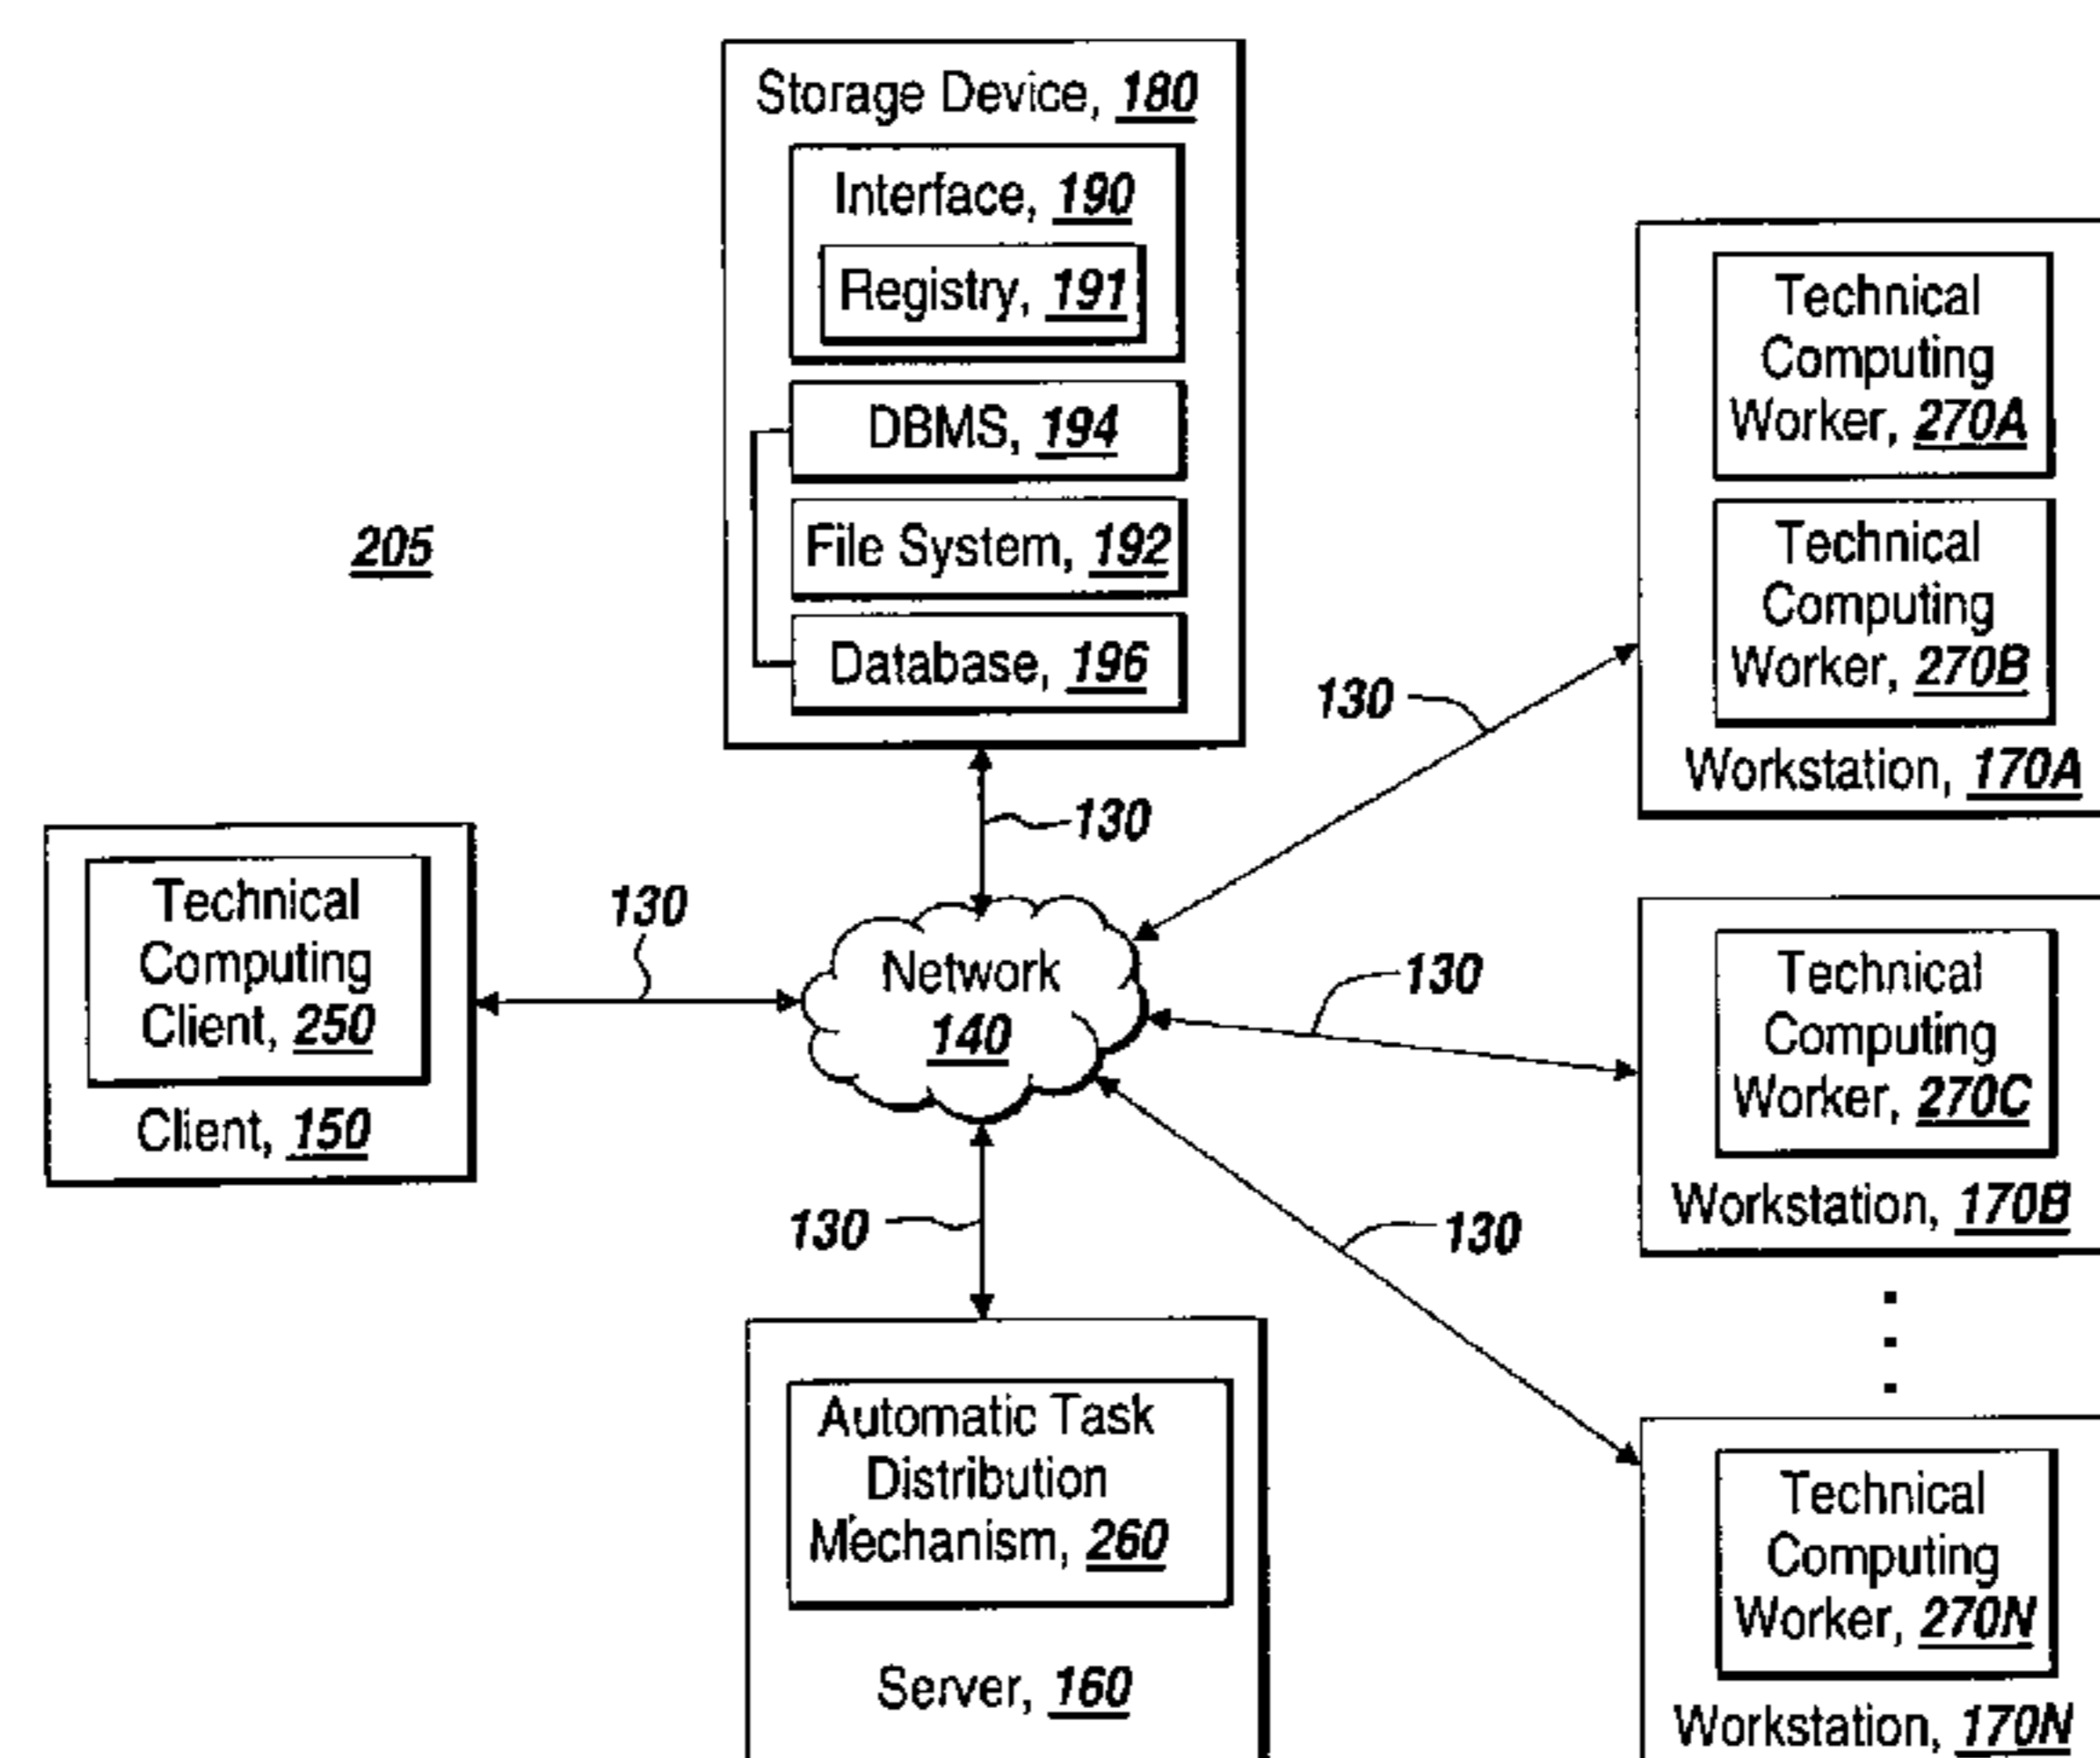 Storage Device, 180
Interface, 190
Registry, 191
DBMS, 194
File System, 192
Database, 196
205
Technical
Computing
Worker, 270A
Technical
Computing
Worker, 270B
Workstation, 170A
130
130
Technical
Computing
Client, 250
Client, 150
130
Network
140
130
Technical
Computing
Worker, 270C
Workstation, 170B
130
130
Automatic Task
Distribution
Mechanism, 260
Server, 160
Technical
Computing
Worker, 270N
Workstation, 170N